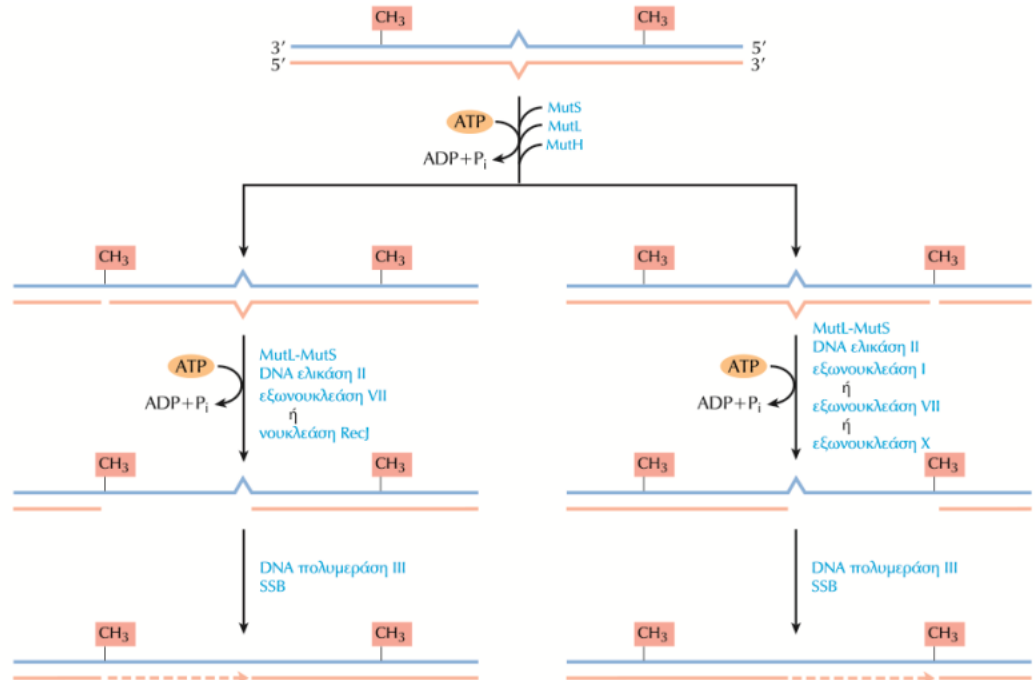 CH3 CH3
3′ 5′
5′ 3′
MutS
ATP
MutL
MutH
ADP+Pi
CH3 CH3
MutL-MutS
DNA ελικάση II
ATP
εξωνουκλεάση VII
ADP+Pi
ή
νουκλεάση RecJ
CH3 CH3
MutL-MutS
DNA ελικάση II
ATP
εξωνουκλεάση I
ή
ADP+Pi
εξωνουκλεάση VII
ή
εξωνουκλεάση X
CH3 CH3
CH3 CH3
DNA πολυμεράση III
SSB
DNA πολυμεράση III
SSB
CH3 CH3
CH3 CH3